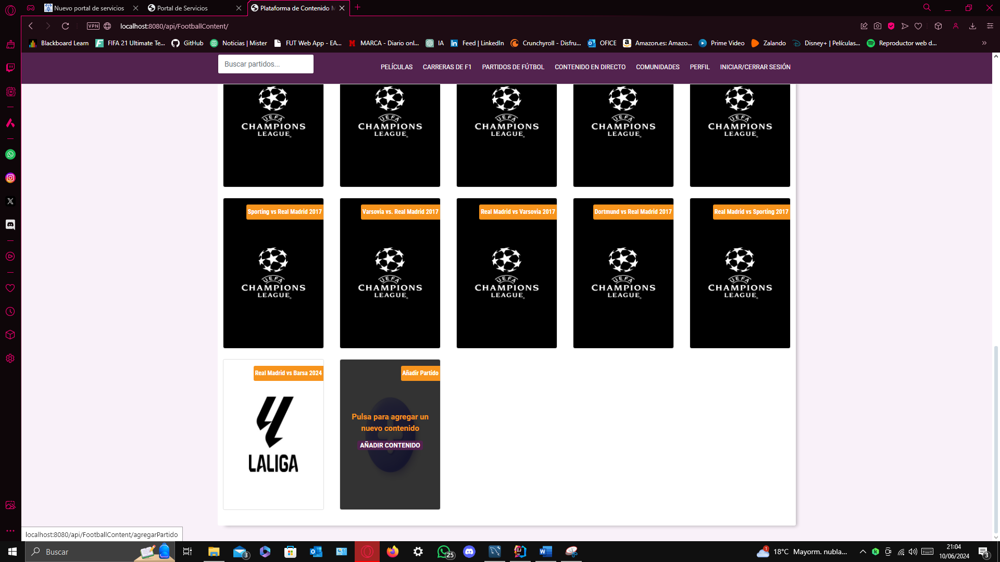 Nuevo portal de servicios
Portal de Servicios
Plataforma de Contenido M
VPN
localhost:8080/api/FootballContent/
Blackboard Learn
FIFA 21 Ultimate Te...
GitHub
Noticias | Mister
FUT Web App - EA...
MARCA - Diario onl...
IA
Feed | LinkedIn
Crunchyroll - Disfru...
OFICE
Amazon.es: Amazo...
Prime Video
Zalando
Disney+ | Películas...
Reproductor web d...
Buscar partidos...
PELÍCULAS
CARRERAS DE F1
PARTIDOS DE FÚTBOL
CONTENIDO EN DIRECTO
COMUNIDADES
PERFIL
INICIAR/CERRAR SESIÓN
UEFA
CHAMPIONS
LEAGUE
UEFA
CHAMPIONS
LEAGUE
UEFA
CHAMPIONS
LEAGUE
UEFA
CHAMPIONS
LEAGUE
UEFA
CHAMPIONS
LEAGUE
Sporting vs Real Madrid 2017
UEFA
CHAMPIONS
LEAGUE
Varsovia vs. Real Madrid 2017
UEFA
CHAMPIONS
LEAGUE
Real Madrid vs Varsovia 2017
UEFA
CHAMPIONS
LEAGUE
Dortmund vs Real Madrid 2017
UEFA
CHAMPIONS
LEAGUE
Real Madrid vs Sporting 2017
UEFA
CHAMPIONS
LEAGUE
Real Madrid vs Barsa 2024
LALIGA
Añadir Partido
Pulsa para agregar un
nuevo contenido
AÑADIR CONTENIDO
localhost:8080/api/FootballContent/agregarPartido
Buscar
3
25
1
18°C Mayorm. nubla...
21:04
10/06/2024
3